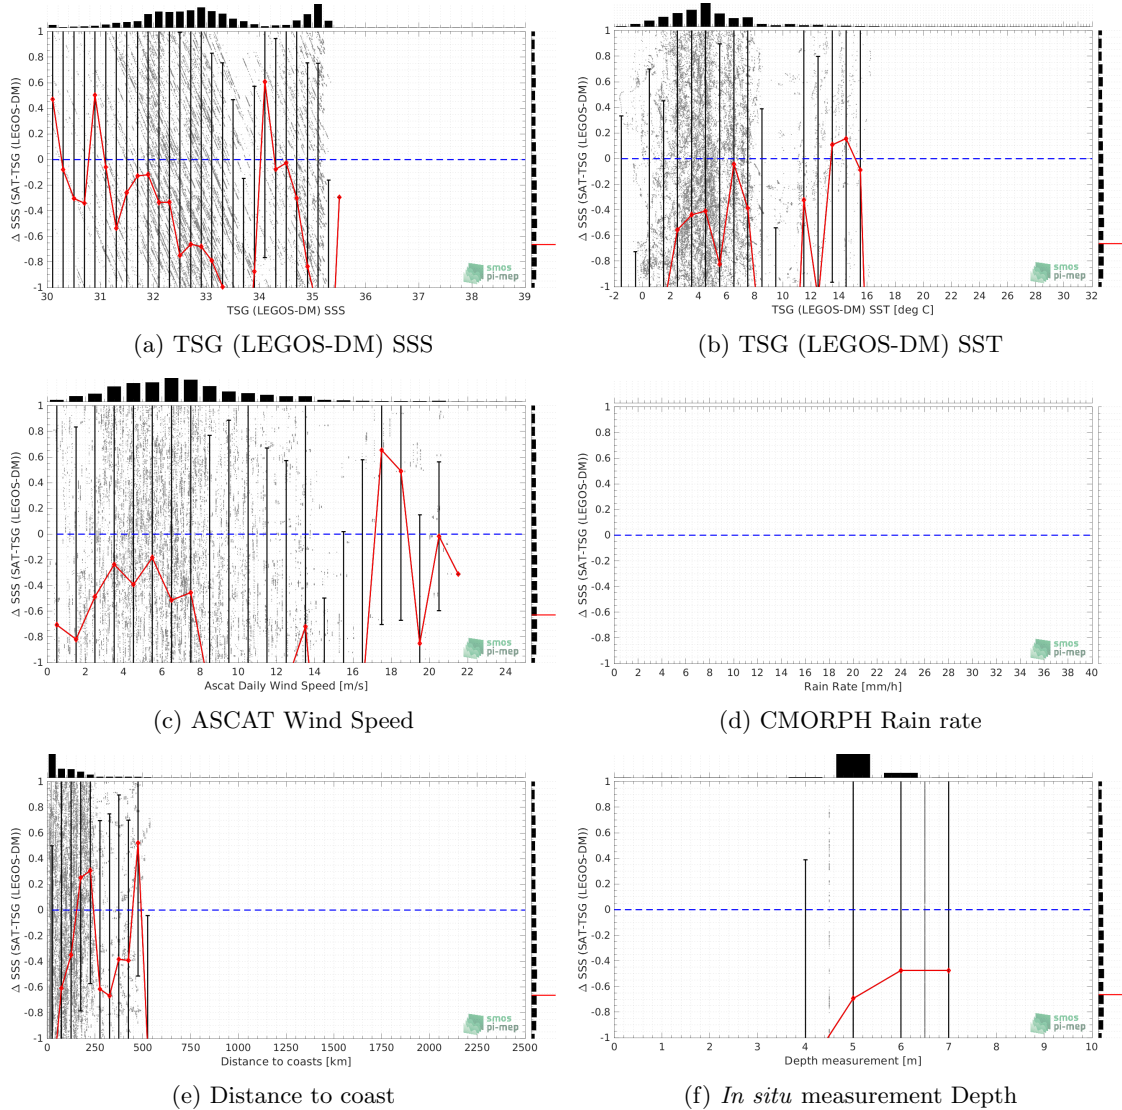 1
0.8
0.6
0.4
0.2
0
-0.2
-0.4
-0.6
-0.8
-1
Δ SSS (SAT-TSG (LEGOS-DM))
30 31 32 33 34 35 36 37 38 39
TSG (LEGOS-DM) SSS
smos
pi-mep
(a) TSG (LEGOS-DM) SSS
1
0.8
0.6
0.4
0.2
0
-0.2
-0.4
-0.6
-0.8
-1
Δ SSS (SAT-TSG (LEGOS-DM))
-2 0 2 4 6 8 10 12 14 16 18 20 22 24 26 28 30 32
TSG (LEGOS-DM) SST [deg C]
smos
pi-mep
(b) TSG (LEGOS-DM) SST
1
0.8
0.6
0.4
0.2
0
-0.2
-0.4
-0.6
-0.8
-1
Δ SSS (SAT-TSG (LEGOS-DM))
0 2 4 6 8 10 12 14 16 18 20 22 24
Ascat Daily Wind Speed [m/s]
smos
pi-mep
(c) ASCAT Wind Speed
1
0.8
0.6
0.4
0.2
0
-0.2
-0.4
-0.6
-0.8
-1
Δ SSS (SAT-TSG (LEGOS-DM))
0 2 4 6 8 10 12 14 16 18 20 22 24 26 28 30 32 34 36 38 40
Rain Rate [mm/h]
smos
pi-mep
(d) CMORPH Rain rate
1
0.8
0.6
0.4
0.2
0
-0.2
-0.4
-0.6
-0.8
-1
Δ SSS (SAT-TSG (LEGOS-DM))
0 250 500 750 1000 1250 1500 1750 2000 2250 2500
Distance to coasts [km]
smos
pi-mep
(e) Distance to coast
1
0.8
0.6
0.4
0.2
0
-0.2
-0.4
-0.6
-0.8
-1
Δ SSS (SAT-TSG (LEGOS-DM))
0 1 2 3 4 5 6 7 8 9 10
Depth measurement [m]
smos
pi-mep
(f) In situ measurement Depth